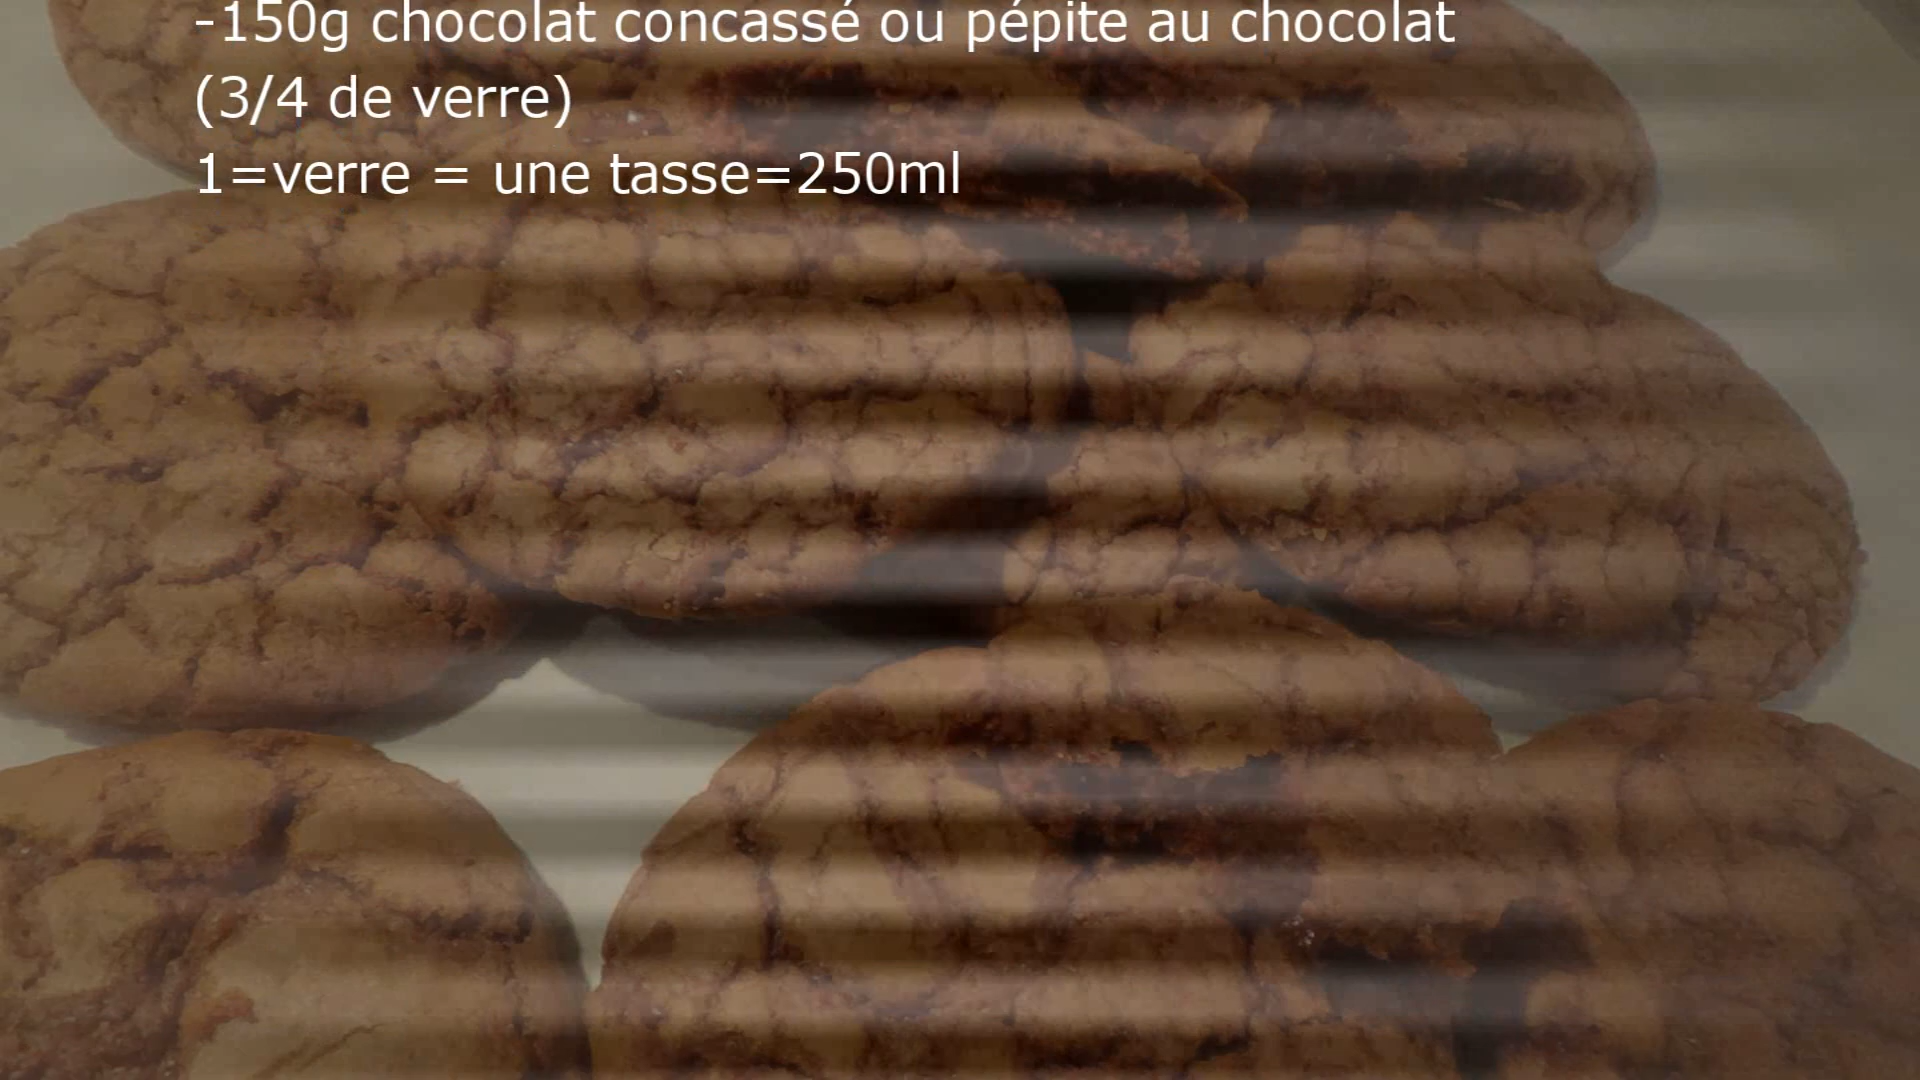 -150g chocolat concassé ou pépite au chocolat
(3/4 de verre)
1=verre = une tasse=250ml